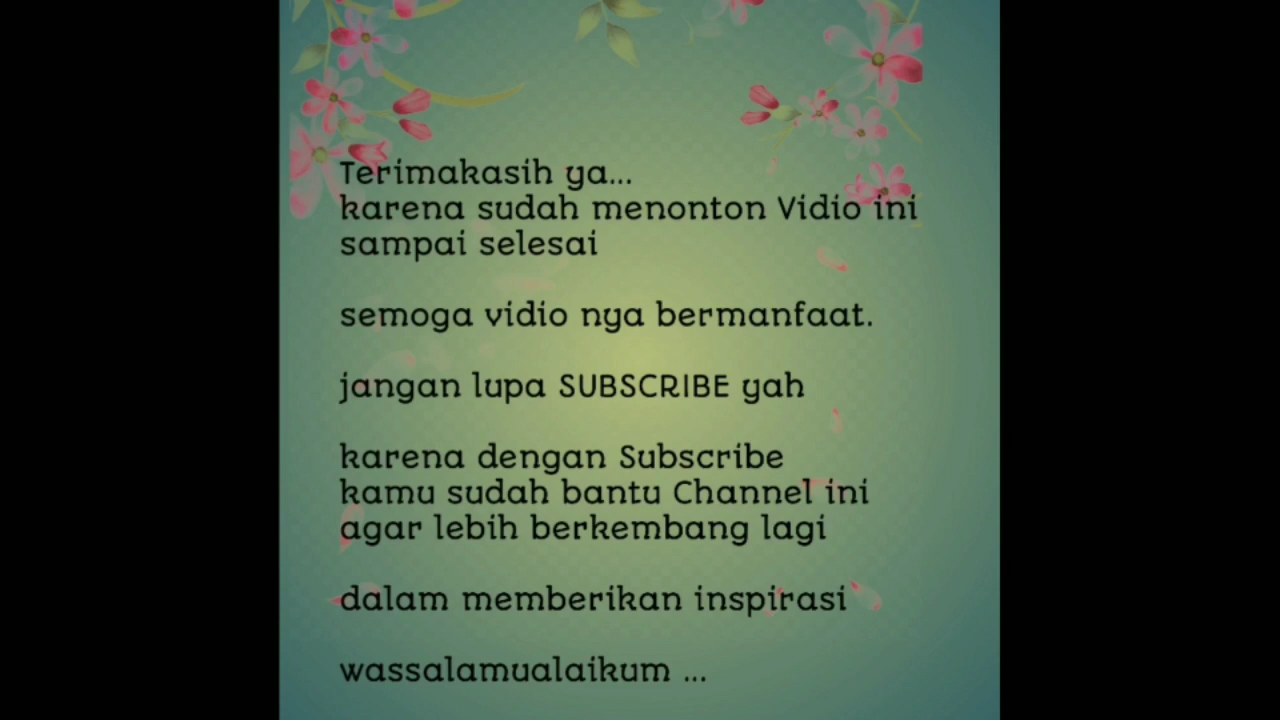 Terimakasih ya...
karena sudah menonton Vidio ini
sampai selesai
semoga vidio nya bermanfaat.
jangan lupa SUBSCRIBE yah
karena dengan Subscribe
kamu sudah bantu Channel ini
agar lebih berkembang lagi
dalam memberikan inspirasi
wassalamualaikum ...